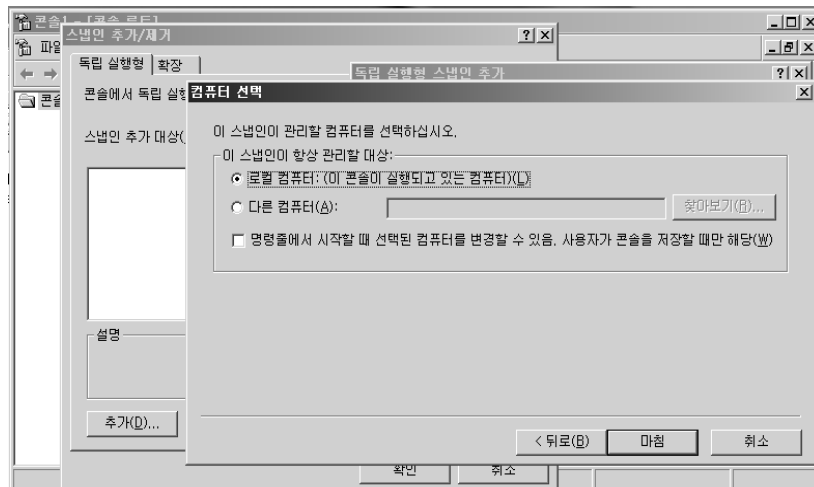 콘솔1 - [콘솔 루트]
스냅인 추가/제거
독립 실행형
확장
독립 실행형 스냅인 추가
콘솔에서 독립 실행
컴퓨터 선택
스냅인 추가 대상(
이 스냅인이 관리할 컴퓨터를 선택하십시오.
이 스냅인이 항상 관리할 대상:
로컬 컴퓨터: (이 콘솔이 실행되고 있는 컴퓨터)(L)
다른 컴퓨터(A):
찾아보기(R)...
명령줄에서 시작할 때 선택된 컴퓨터를 변경할 수 있음. 사용자가 콘솔을 저장할 때만 해당(W)
설명
추가(D)...
< 뒤로(B)
마침
취소
확인
취소